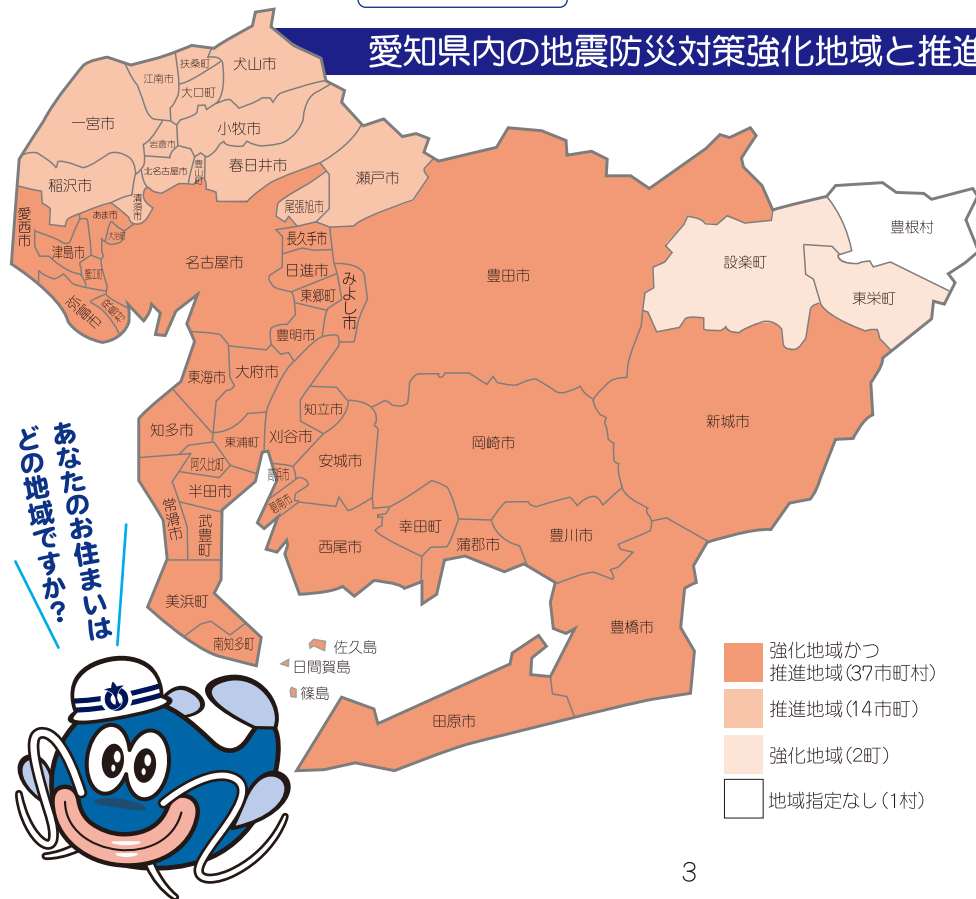 愛知県内の地震防災対策強化地域と推進
犬山市
扶桑町
江南市
大口町
一宮市
小牧市
岩倉市
春日井市
北名古屋市
豊山町
瀬戸市
稲沢市
清須市
尾張旭市
愛西市
あま市
大治町
津島市
蟹江町
弥富市
飛島村
名古屋市
長久手市
日進市
みよし市
東郷町
豊明市
豊田市
設楽町
豊根村
東栄町
東海市
大府市
知多市
東浦町
刈谷市
知立市
阿久比町
安城市
高浜市
碧南市
半田市
常滑市
武豊町
岡崎市
新城市
西尾市
幸田町
蒲郡市
豊川市
美浜町
南知多町
豊橋市
佐久島
日間賀島
篠島
田原市
あなたのお住まいは
どの地域ですか？
強化地域かつ
推進地域(37市町村)
推進地域(14市町)
強化地域(2町)
地域指定なし(1村)
3